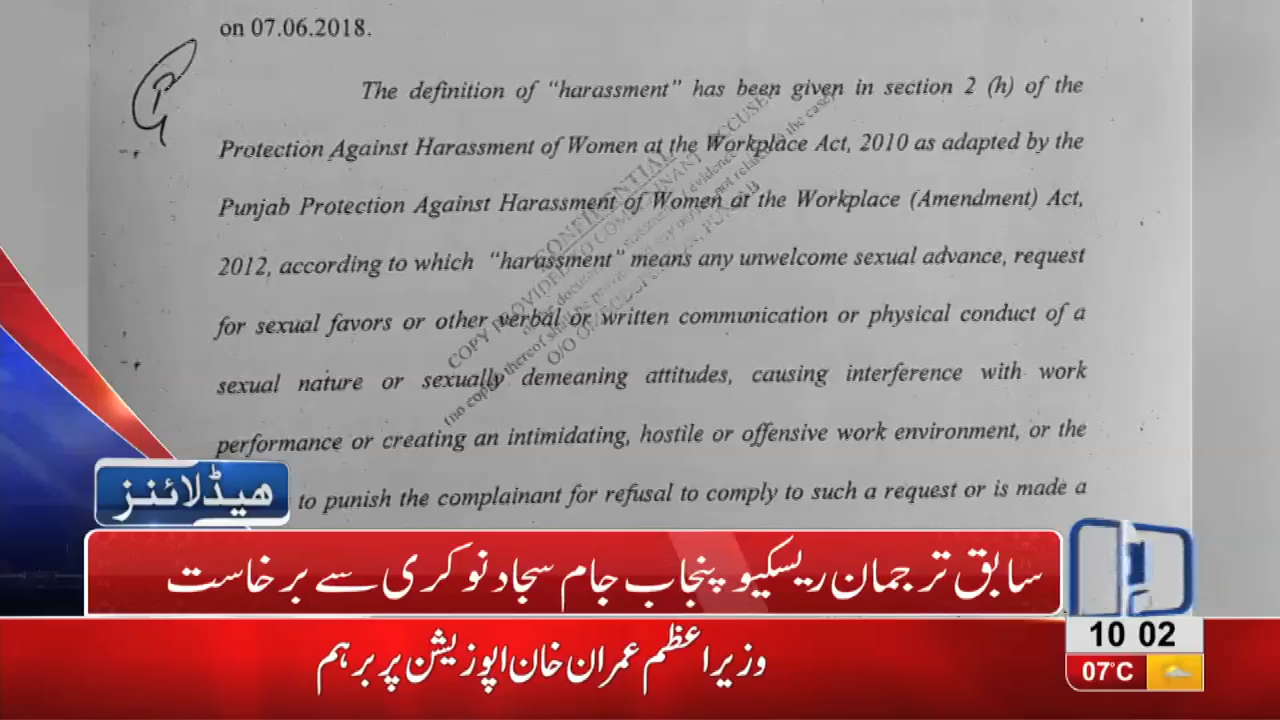 on 07.06.2018.
The definition of "harassment" has been given in section 2 (h) of the
Protection Against Harassment of Women at the Workplace Act, 2010 as adapted by the
Punjab Protection Against Harassment of Women at the Workplace (Amendment) Act,
2012, according to which "harassment" means any unwelcome sexual advance, request
for sexual favors or other verbal or written communication or physical conduct of a
sexual nature or sexually demeaning attitudes, causing interference with work
performance or creating an intimidating, hostile or offensive work environment, or the
to punish the complainant for refusal to comply to such a request or is made a
CONFIDENTIAL
COPY PROVIDED TO COMPLAINANT
ہیڈلائنز
سابق ترجمان ریسکیو پنجاب جام سجاد نوکری سے برخاست
وزیراعظم عمران خان اپوزیشن پر برہم
10 02
07°C